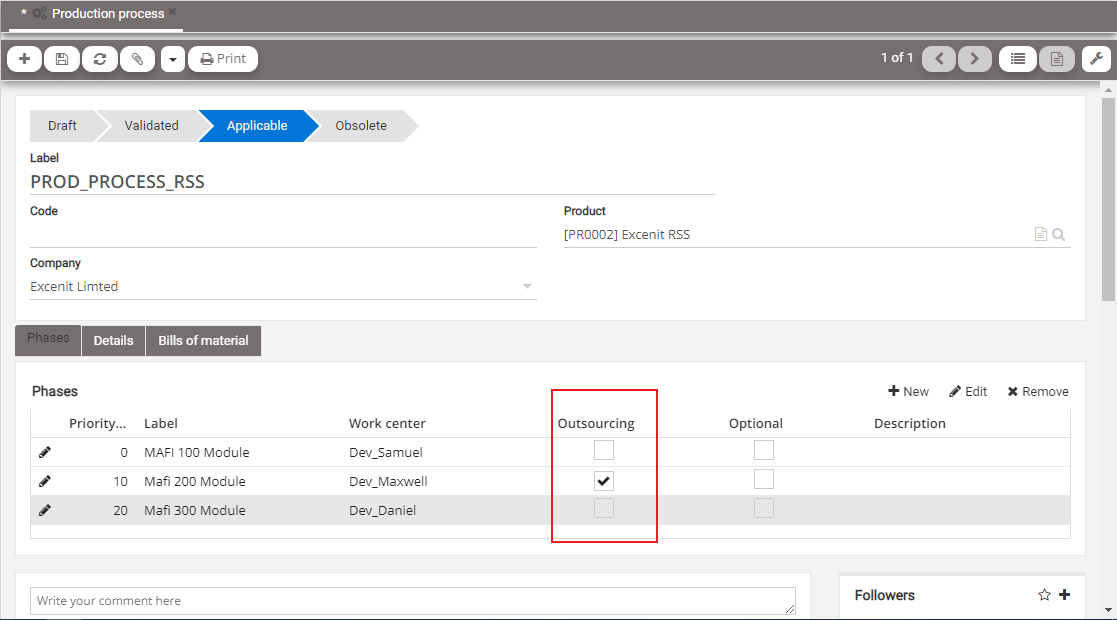 * Production process
Print
1 of 1
Draft Validated Applicable Obsolete
Label
PROD_PROCESS_RSS
Code Product
[PR0002] Excenit RSS
Company
Excenit Limted
Phases Details Bills of material
Phases New Edit Remove
Priority... Label Work center Outsourcing Optional Description
0 MAFI 100 Module Dev_Samuel
10 Mafi 200 Module Dev_Maxwell
20 Mafi 300 Module Dev_Daniel
Write your comment here
Followers